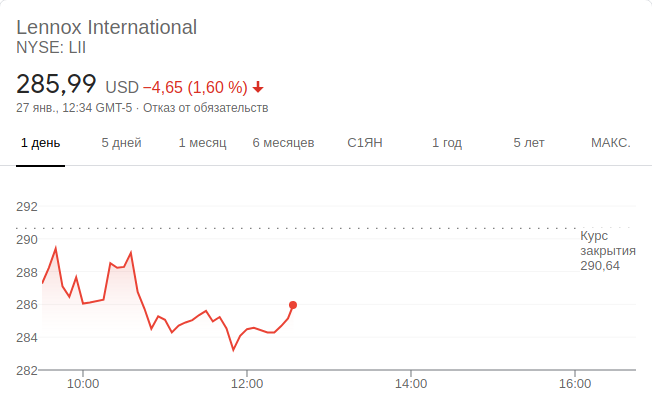 Lennox International
NYSE: LII
285,99 USD −4,65 (1,60 %)
27 янв., 12:34 GMT-5 · Отказ от обязательств
1 день 5 дней 1 месяц 6 месяцев С1ЯН 1 год 5 лет МАКС.
292
290
288
286
284
282
Курс
закрытия
290,64
10:00 12:00 14:00 16:00